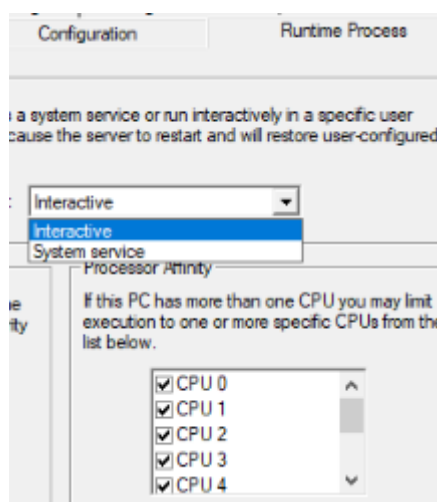 Configuration
Runtime Process
a system service or run interactively in a specific user
cause the server to restart and will restore user-configured
:
Interactive
Interactive
System service
Processor Affinity
If this PC has more than one CPU you may limit
execution to one or more specific CPUs from the
list below.
CPU 0
CPU 1
CPU 2
CPU 3
CPU 4